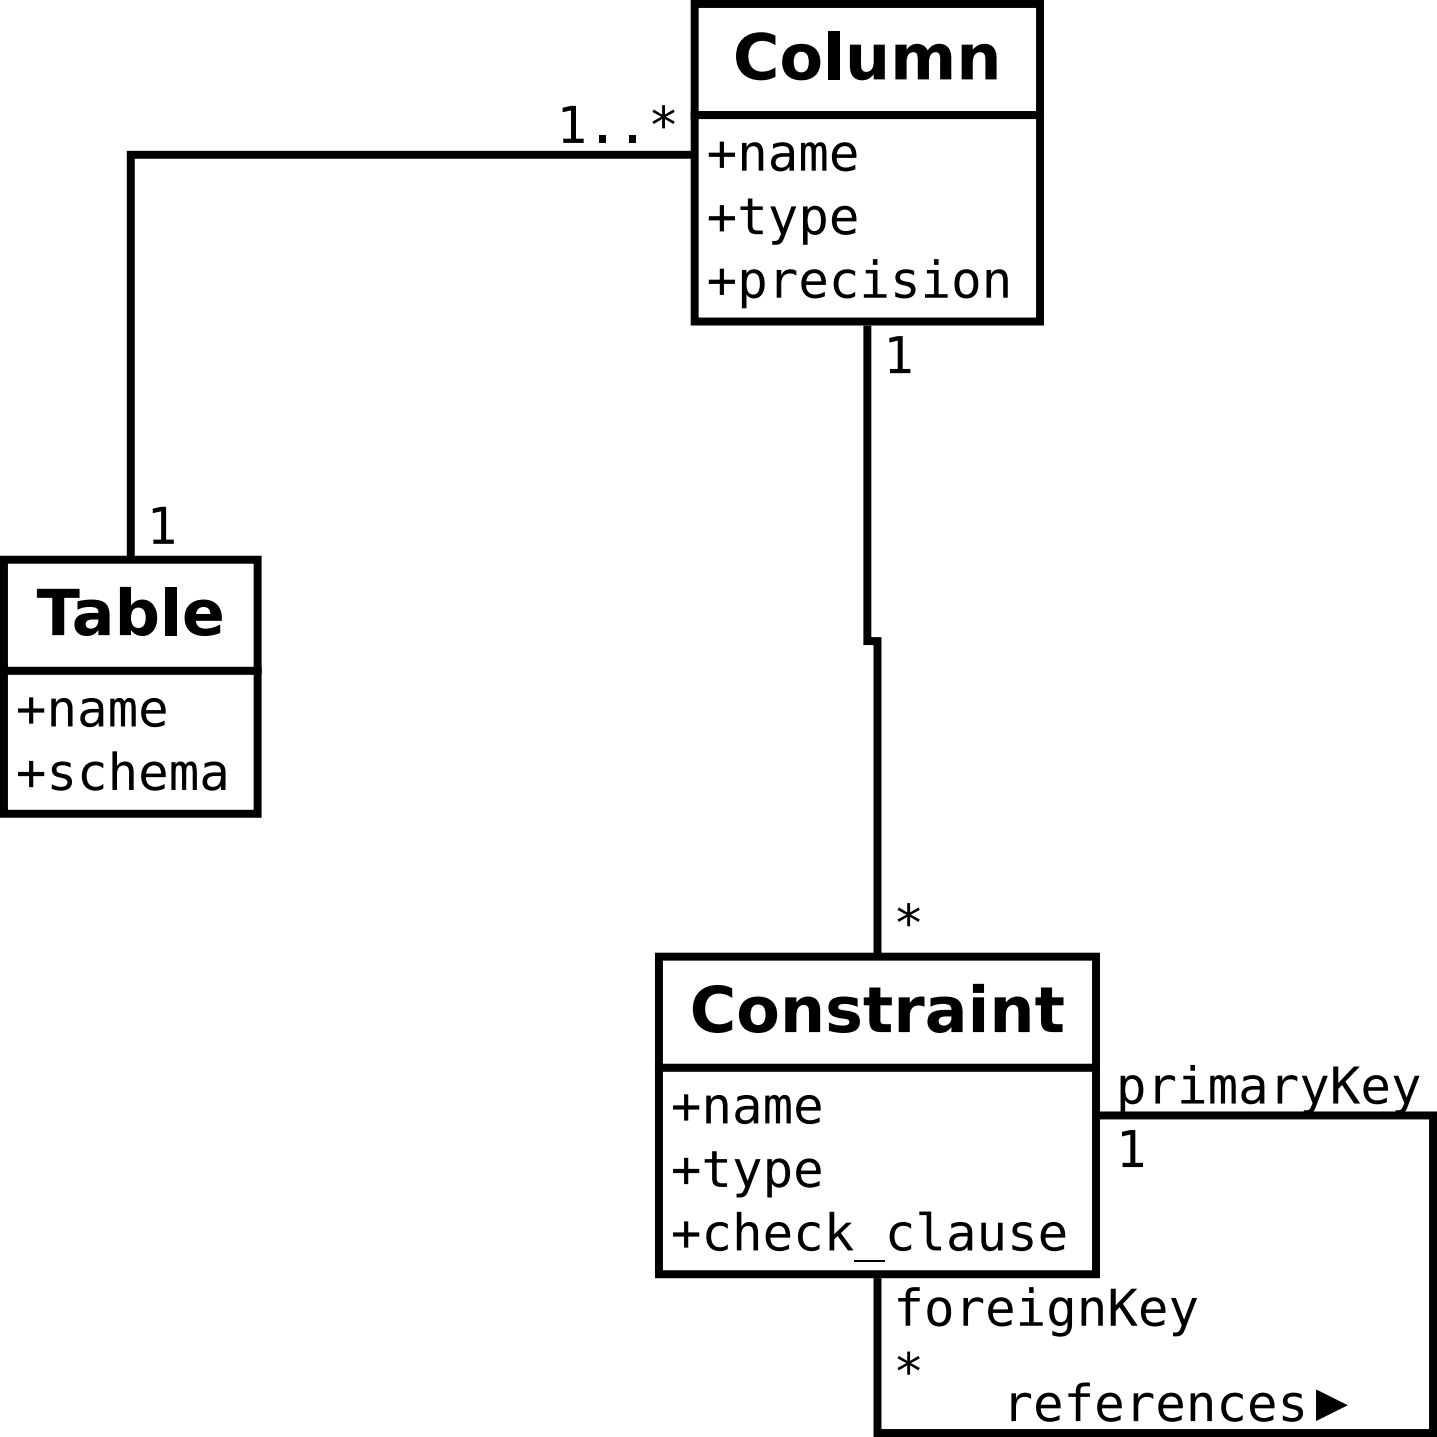 Column
1..*
+name
+type
+precision
1
1
Table
+name
+schema
*
Constraint
primaryKey
+name
1
+type
+check_clause
foreignKey
*
references▶